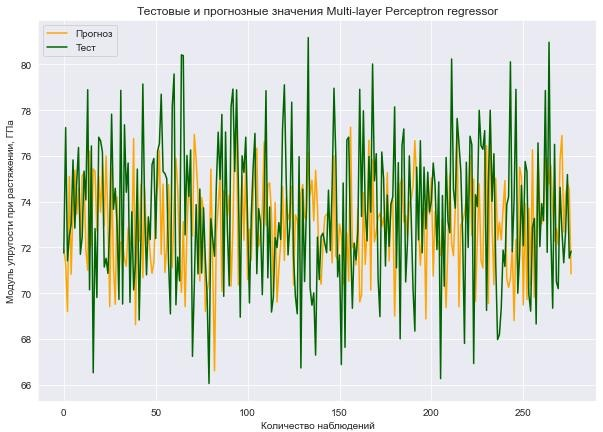 Тестовые и прогнозные значения Multi-layer Perceptron regressor
Прогноз
Тест
Модуль упругости при растяжении, ГПа
80
78
76
74
72
70
68
66
0
50
100
150
200
250
Количество наблюдений